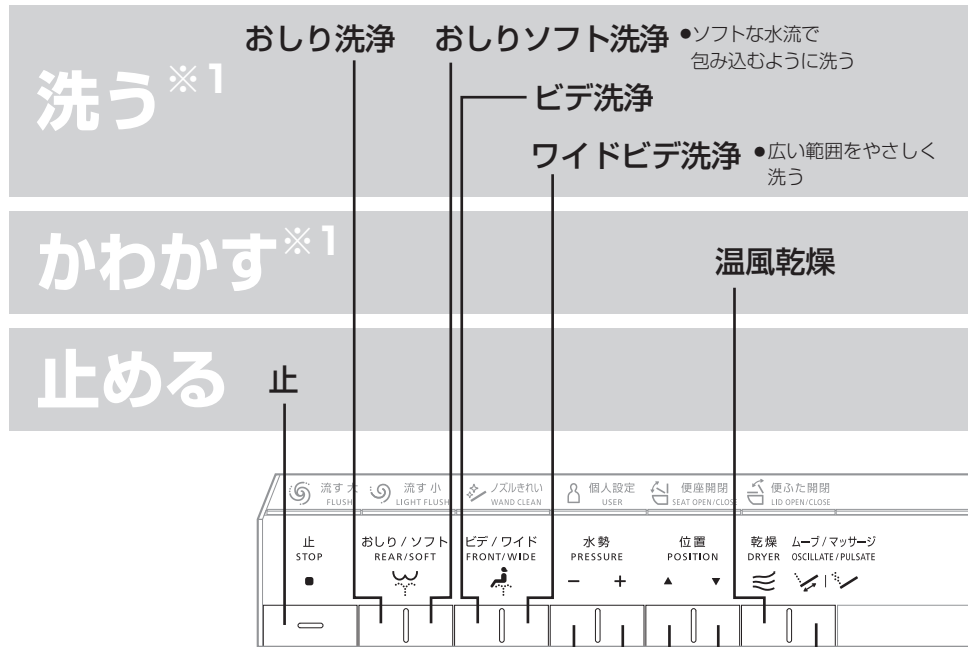 おしり洗浄
おしりソフト洗浄
●ソフトな水流で
包み込むように洗う
洗う※1
ビデ洗浄
ワイドビデ洗浄
●広い範囲をやさしく
洗う
かわかす※1
温風乾燥
止める
止
流す 大
FLUSH
流す 小
LIGHT FLUSH
ノズルきれい
WAND CLEAN
個人設定
USER
便座開閉
SEAT OPEN/CLOSE
便ふた開閉
LID OPEN/CLOSE
止
STOP
おしり/ソフト
REAR/SOFT
ビデ/ワイド
FRONT/WIDE
水勢
PRESSURE
− +
位置
POSITION
▲ ▼
乾燥
DRYER
ムーブ/マッサージ
OSCILLATE/PULSATE